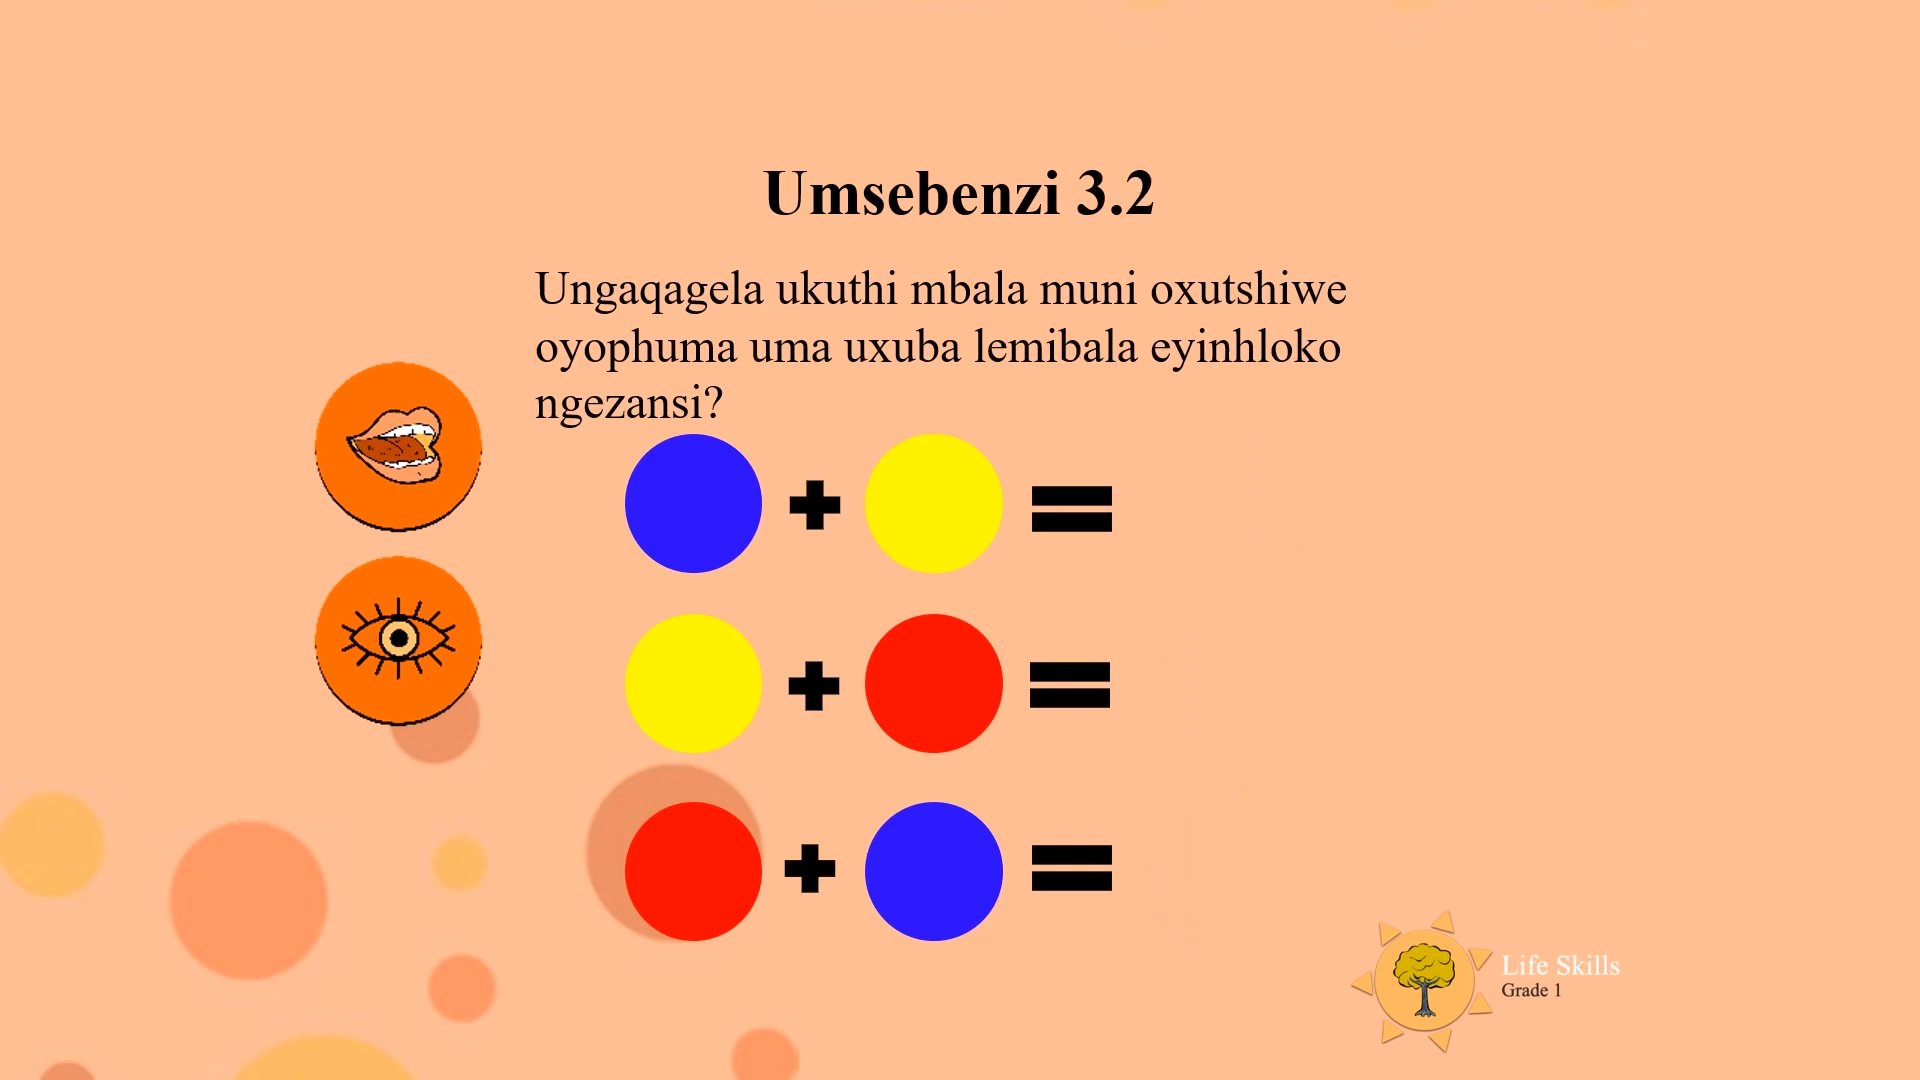 Umsebenzi 3.2
Ungaqagela ukuthi mbala muni oxutshiwe
oyophuma uma uxuba lemibala eyinhloko
ngezansi?
Life Skills
Grade 1